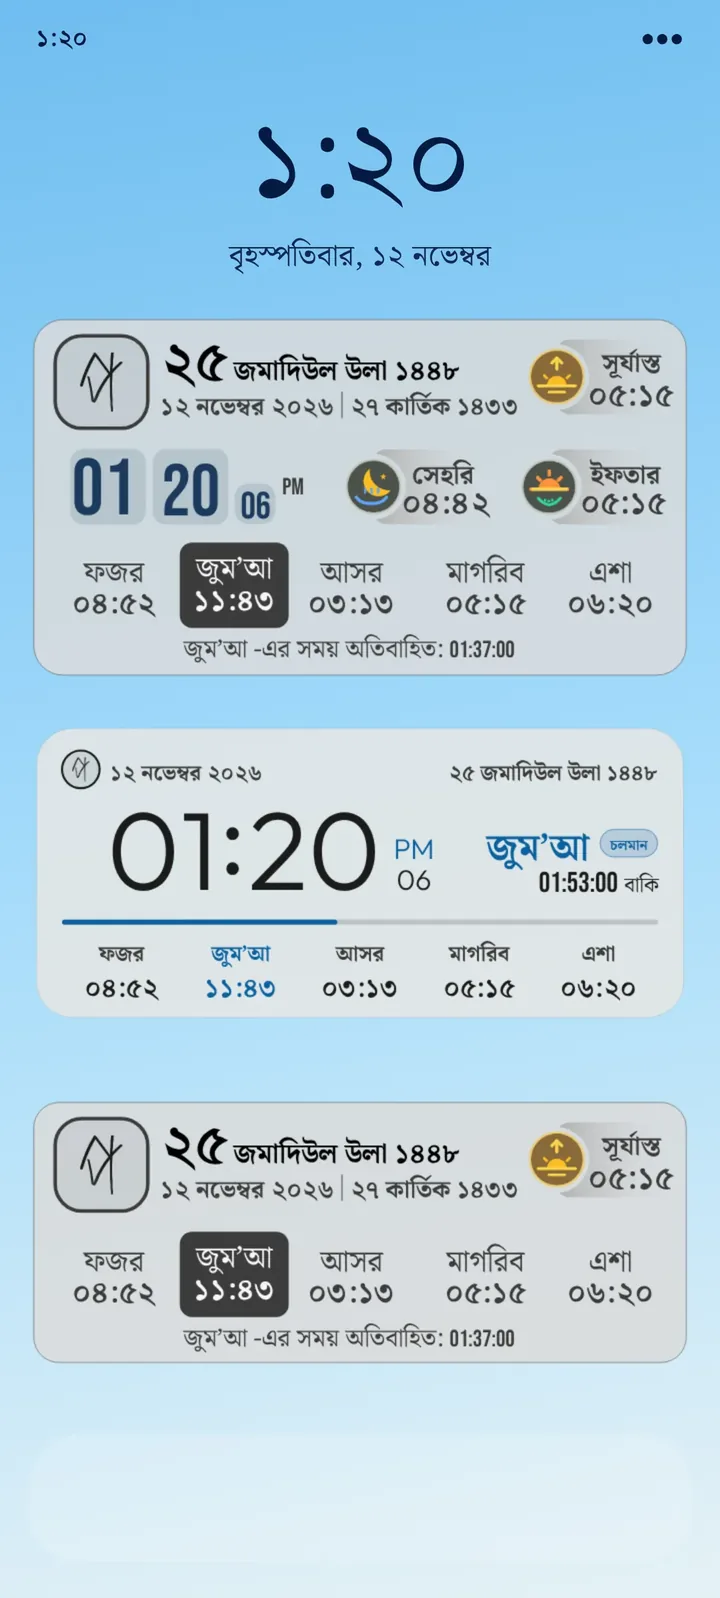 ১:২০
১:২০
বৃহস্পতিবার, ১২ নভেম্বর
২৫ জমাদিউল উলা ১৪৪৮
১২ নভেম্বর ২০২৬ | ২৭ কার্তিক ১৪৩৩
সূর্যাস্ত
০৫:১৫
01 20 06 PM
সেহরি
০৪:৪২
ইফতার
০৫:১৫
ফজর জুম'আ আসর মাগরিব এশা
০৪:৫২ ১১:৪৩ ০৩:১৩ ০৫:১৫ ০৬:২০
জুম'আ -এর সময় অতিবাহিত: 01:37:00
১২ নভেম্বর ২০২৬ ২৫ জমাদিউল উলা ১৪৪৮
01:20 PM 06
জুম'আ চলমান
01:53:00 বাকি
ফজর জুম'আ আসর মাগরিব এশা
০৪:৫২ ১১:৪৩ ০৩:১৩ ০৫:১৫ ০৬:২০
২৫ জমাদিউল উলা ১৪৪৮
১২ নভেম্বর ২০২৬ | ২৭ কার্তিক ১৪৩৩
সূর্যাস্ত
০৫:১৫
ফজর জুম'আ আসর মাগরিব এশা
০৪:৫২ ১১:৪৩ ০৩:১৩ ০৫:১৫ ০৬:২০
জুম'আ -এর সময় অতিবাহিত: 01:37:00